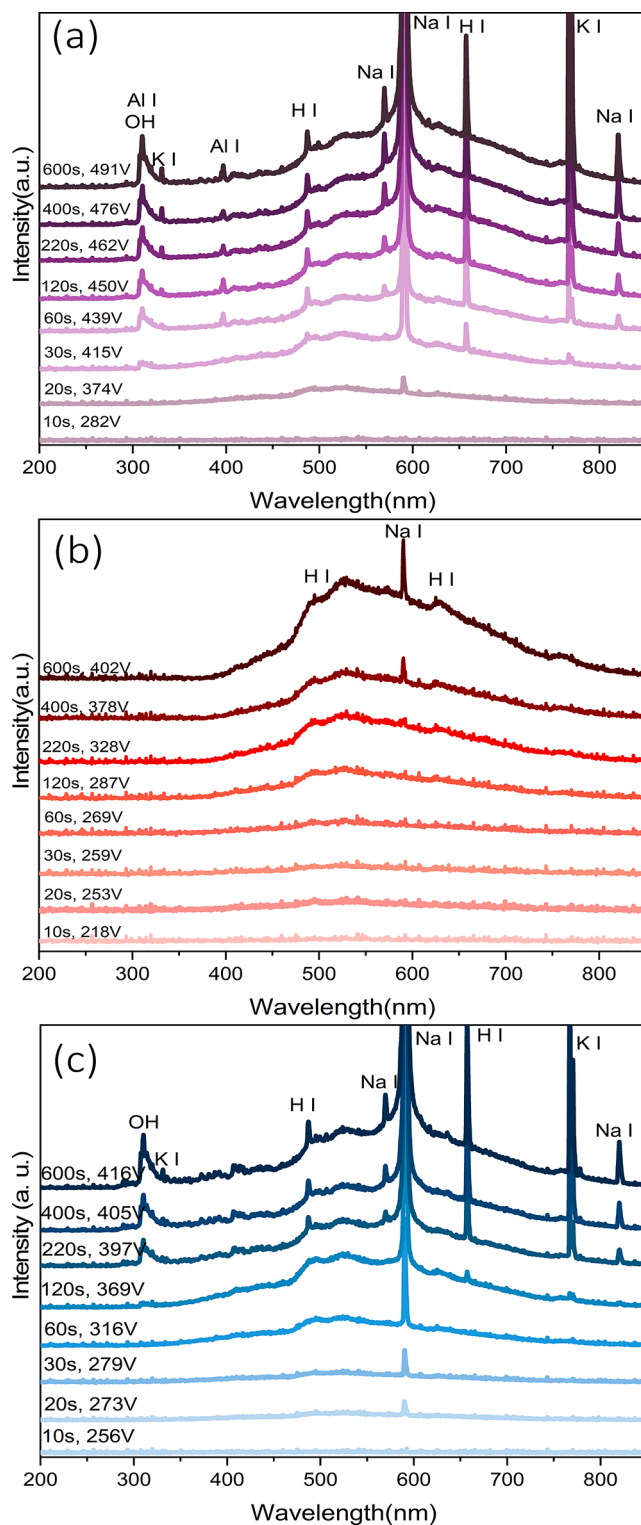 (a)
Na I
H I
K I
Na I
Al I
OH
K I
Al I
H I
Na I
600s, 491V
400s, 476V
220s, 462V
120s, 450V
60s, 439V
30s, 415V
20s, 374V
10s, 282V
Intensity(a.u.)
200 300 400 500 600 700 800
Wavelength(nm)
(b)
Na I
H I
H I
600s, 402V
400s, 378V
220s, 328V
120s, 287V
60s, 269V
30s, 259V
20s, 253V
10s, 218V
Intensity(a.u.)
200 300 400 500 600 700 800
Wavelength(nm)
(c)
Na I
H I
K I
Na I
H I
OH
K I
Na I
600s, 416V
400s, 405V
220s, 397V
120s, 369V
60s, 316V
30s, 279V
20s, 273V
10s, 256V
Intensity (a. u.)
200 300 400 500 600 700 800
Wavelength(nm)